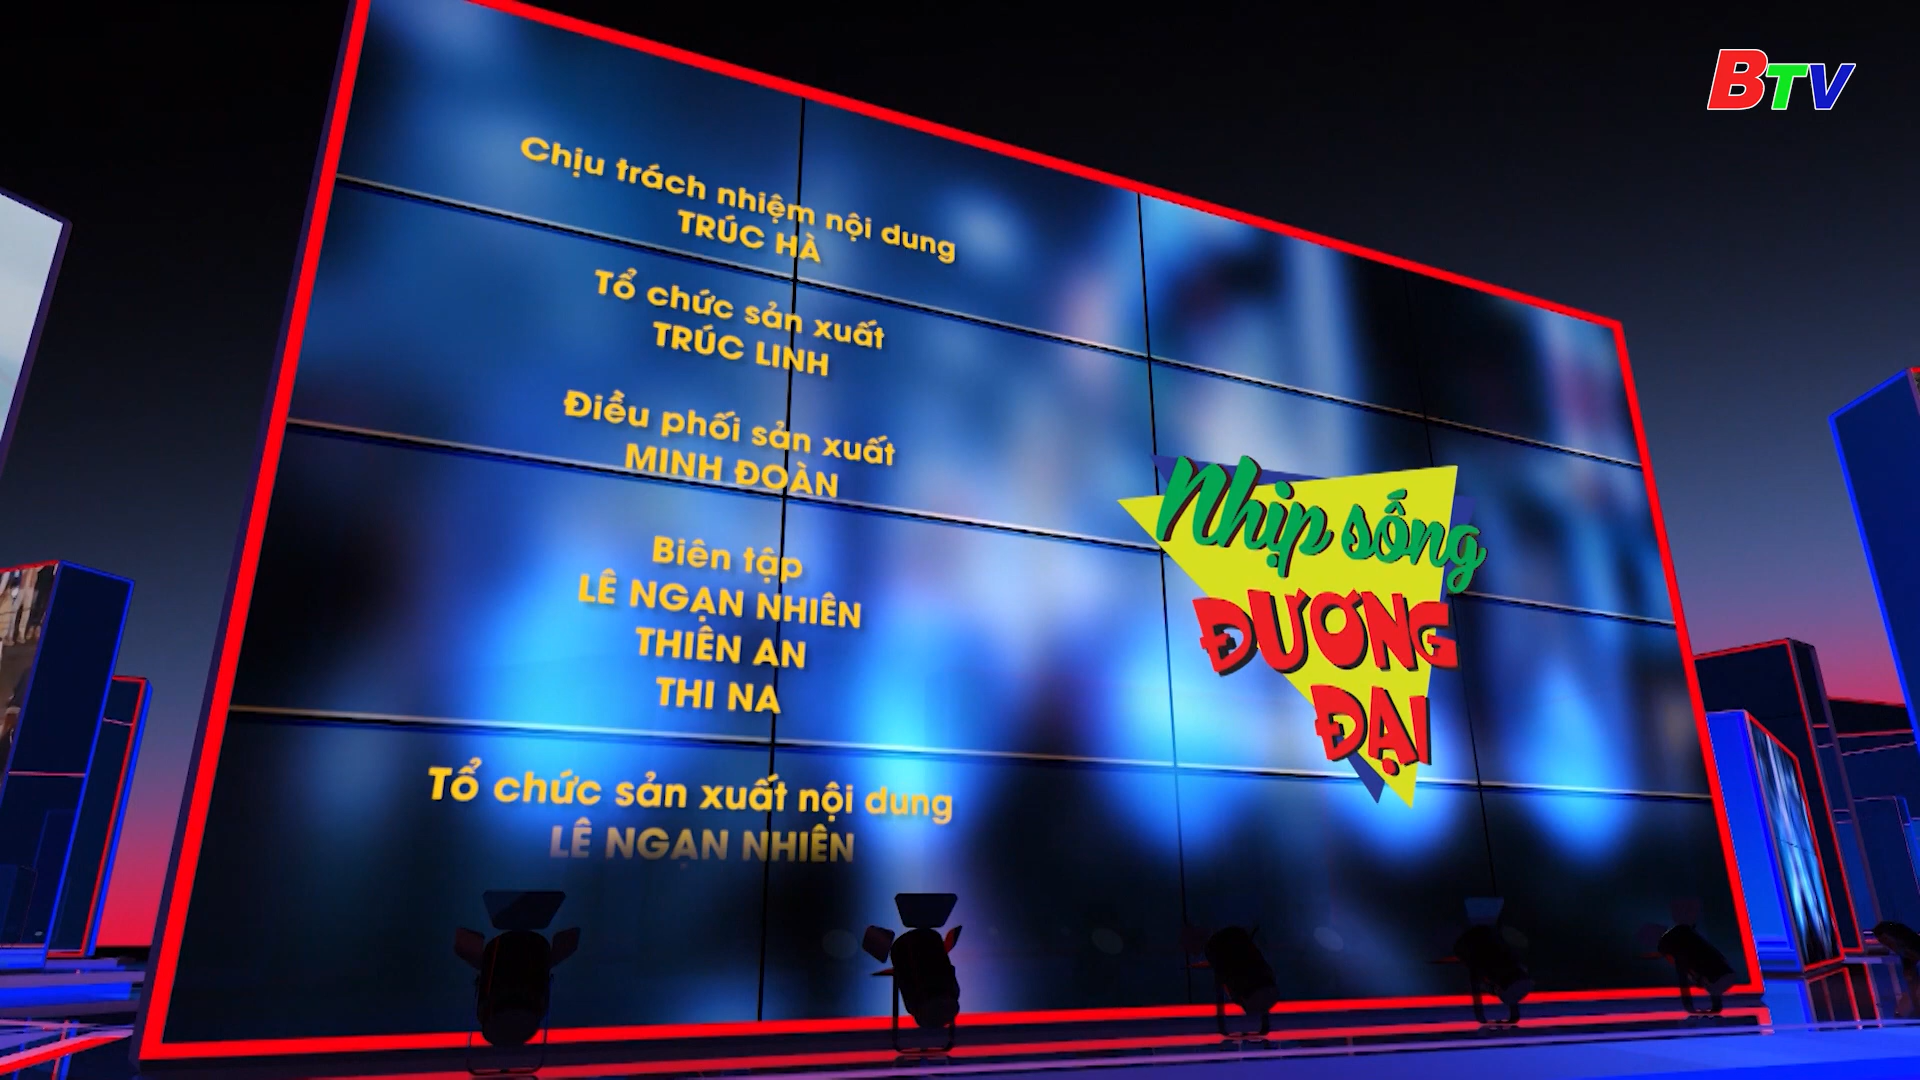 BTV
Chịu trách nhiệm nội dung
TRÚC HÀ
Tổ chức sản xuất
TRÚC LINH
Điều phối sản xuất
MINH ĐOÀN
Biên tập
LÊ NGẠN NHIÊN
THIÊN AN
THI NA
Tổ chức sản xuất nội dung
LÊ NGẠN NHIÊN
Nhịp sống
ĐƯƠNG
ĐẠI